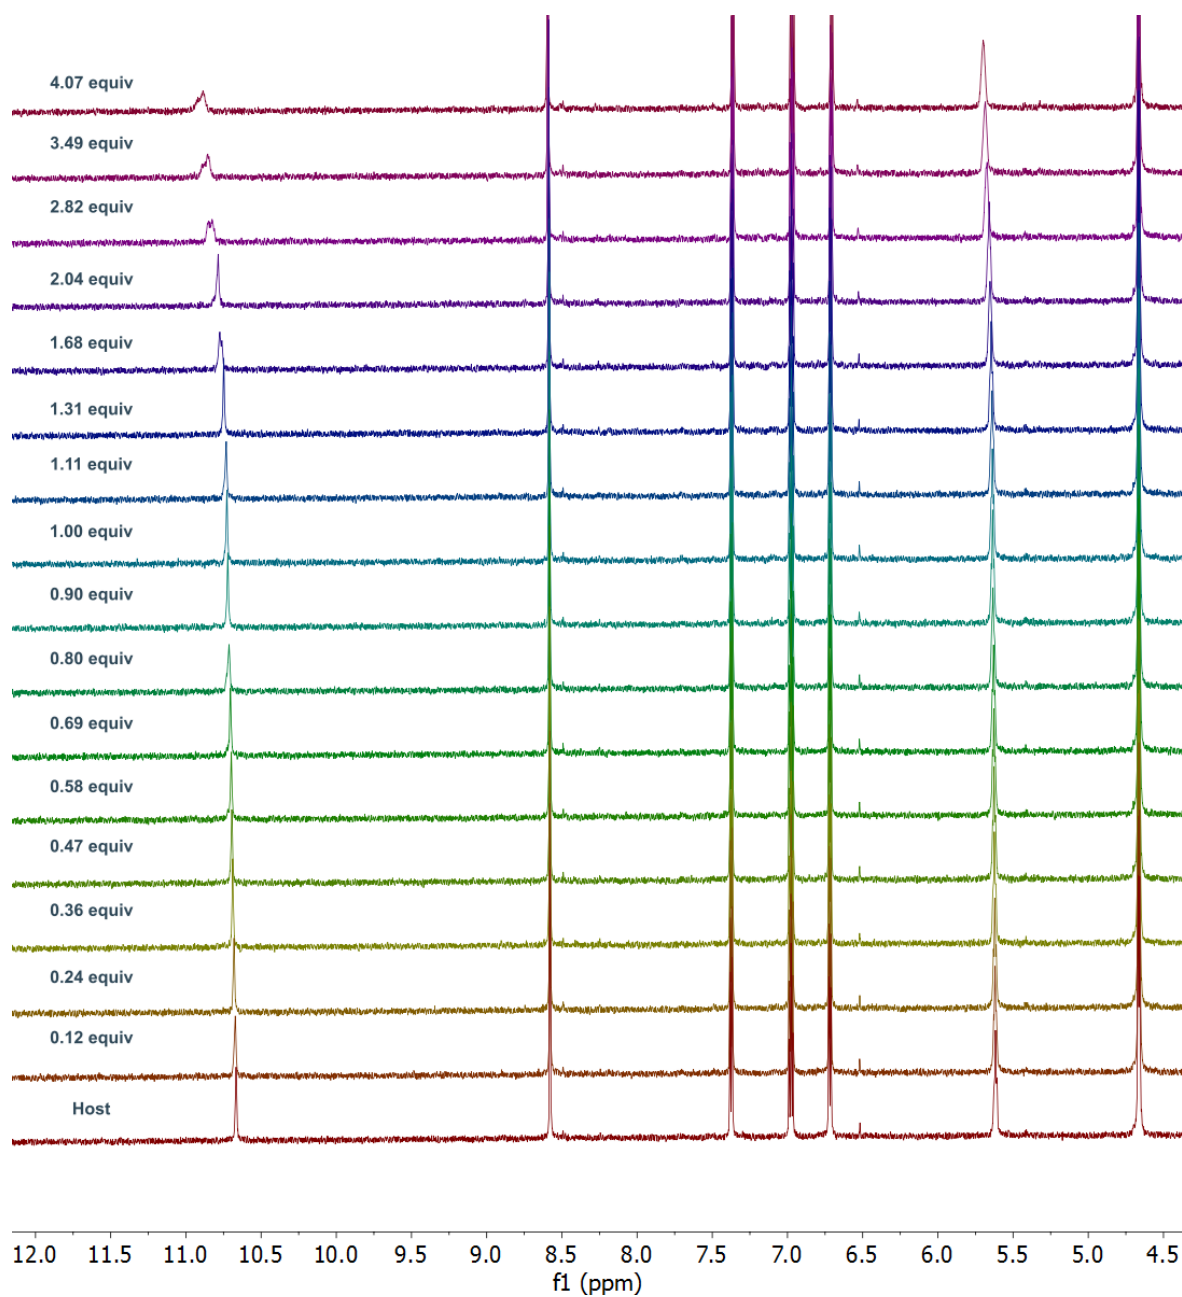 4.07 equiv
3.49 equiv
2.82 equiv
2.04 equiv
1.68 equiv
1.31 equiv
1.11 equiv
1.00 equiv
0.90 equiv
0.80 equiv
0.69 equiv
0.58 equiv
0.47 equiv
0.36 equiv
0.24 equiv
0.12 equiv
Host
12.0 11.5 11.0 10.5 10.0 9.5 9.0 8.5 8.0 7.5 7.0 6.5 6.0 5.5 5.0 4.5
f1 (ppm)